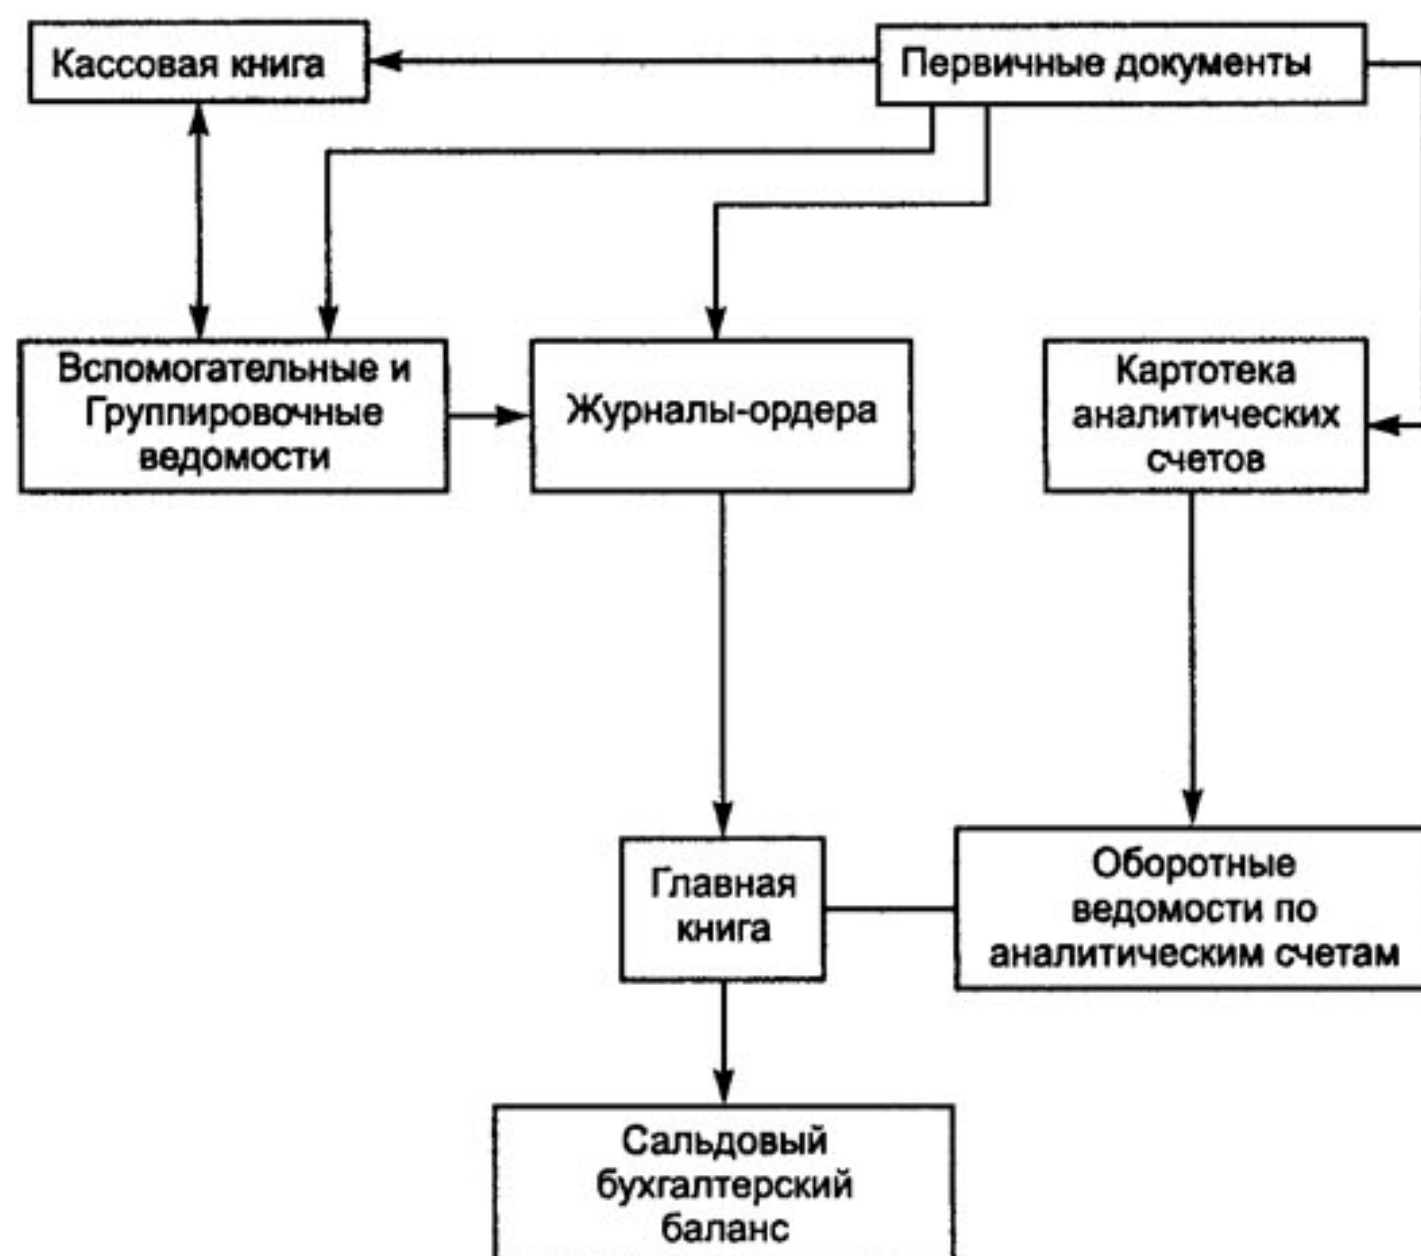 Кассовая книга
Первичные документы
Вспомогательные и
Группировочные
ведомости
Журналы-ордера
Картотека
аналитических
счетов
Главная
книга
Оборотные
ведомости по
аналитическим счетам
Сальдовый
бухгалтерский
баланс